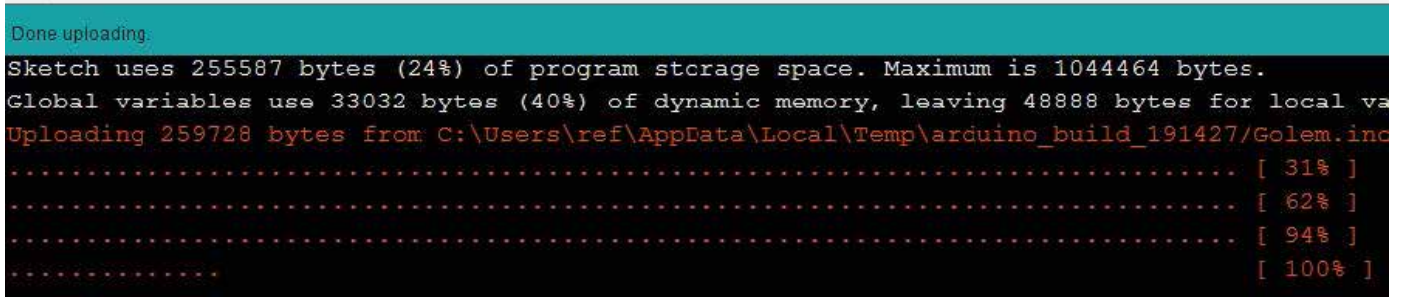 Done uploading.
Sketch uses 255587 bytes (24%) of program storage space. Maximum is 1044464 bytes.
Global variables use 33032 bytes (40%) of dynamic memory, leaving 48888 bytes for local va
Uploading 259728 bytes from C:\Users\ref\AppData\Local\Temp\arduino_build_191427/Golem.ino
................................................................................ [ 31% ]
................................................................................ [ 62% ]
................................................................................ [ 94% ]
.............. [ 100% ]